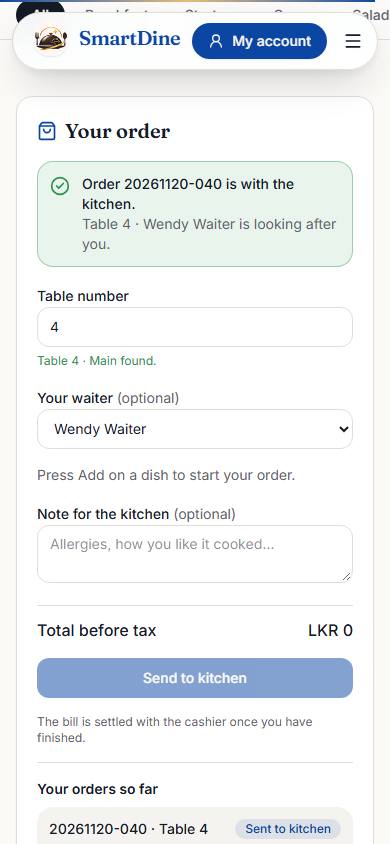 SmartDine
My account
Your order
Order 20261120-040 is with the
kitchen.
Table 4 · Wendy Waiter is looking after
you.
Table number
4
Table 4 · Main found.
Your waiter (optional)
Wendy Waiter
Press Add on a dish to start your order.
Note for the kitchen (optional)
Allergies, how you like it cooked...
Total before tax
LKR 0
Send to kitchen
The bill is settled with the cashier once you have
finished.
Your orders so far
20261120-040 · Table 4
Sent to kitchen